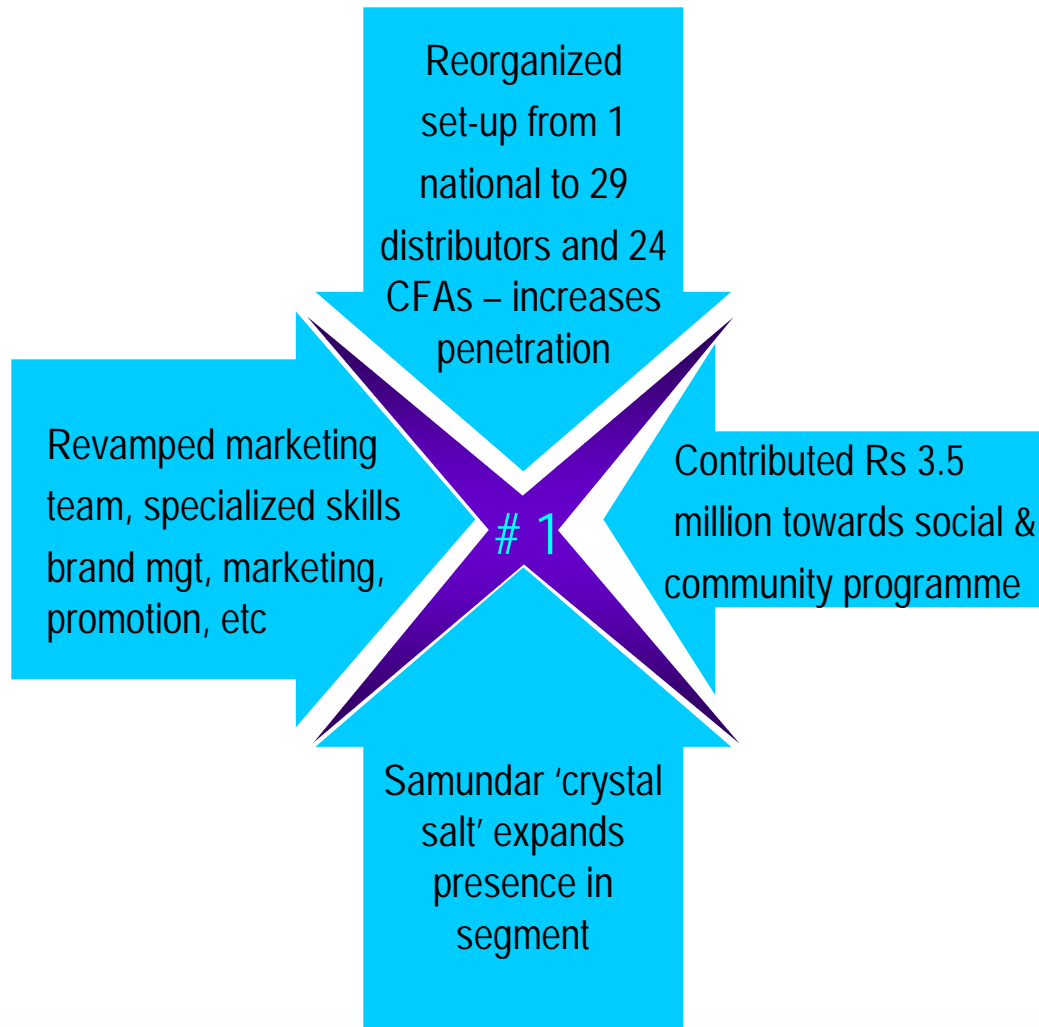 Reorganized
set-up from 1
national to 29
distributors and 24
CFAs – increases
penetration
Revamped marketing
team, specialized skills
brand mgt, marketing,
promotion, etc
# 1
Contributed Rs 3.5
million towards social &
community programme
Samundar ‘crystal
salt’ expands
presence in
segment